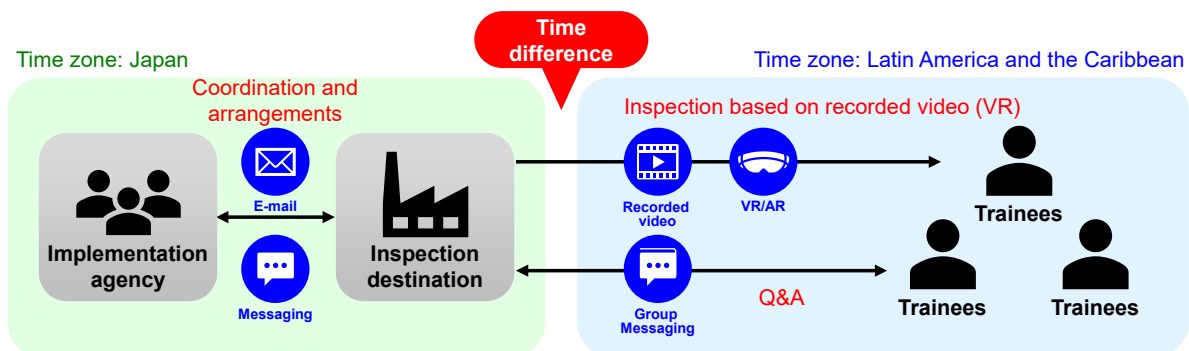 Time
difference
Time zone: Japan
Time zone: Latin America and the Caribbean
Coordination and
arrangements
Inspection based on recorded video (VR)
E-mail
Recorded
video
VR/AR
Trainees
Implementation
agency
Inspection
destination
Messaging
Group
Messaging
Q&A
Trainees
Trainees